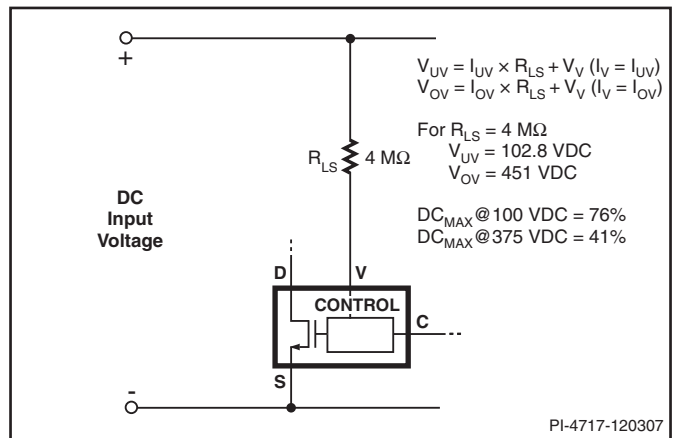 +
V_UV = I_UV × R_LS + V_V (I_V = I_UV)
V_OV = I_OV × R_LS + V_V (I_V = I_OV)
For R_LS = 4 MΩ
V_UV = 102.8 VDC
V_OV = 451 VDC
DC_MAX@100 VDC = 76%
DC_MAX@375 VDC = 41%
R_LS 4 MΩ
DC
Input
Voltage
D V
CONTROL
C
S
-
PI-4717-120307